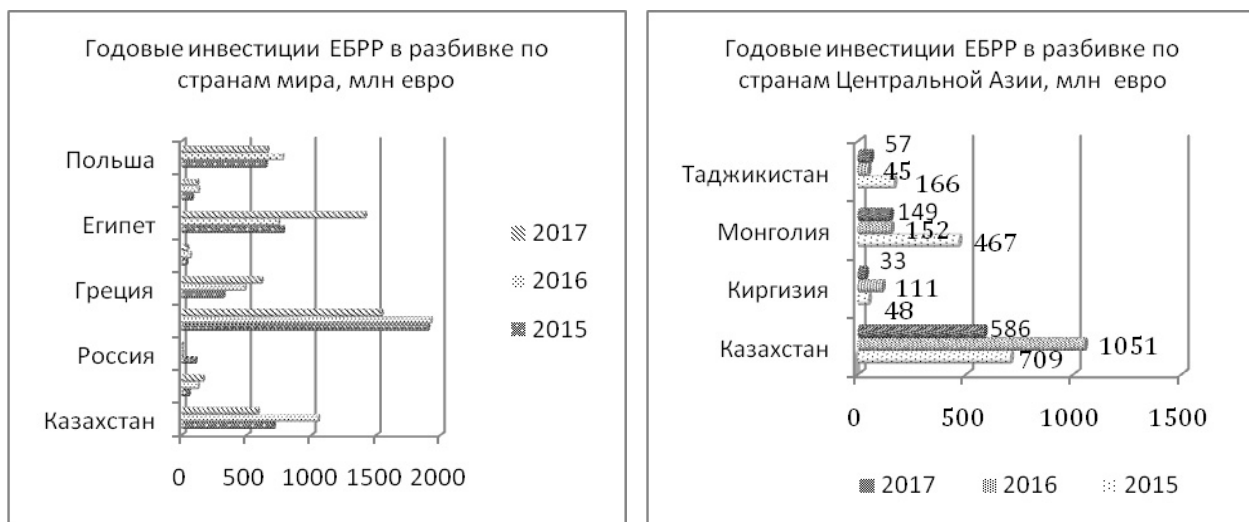 Годовые инвестиции ЕБРР в разбивке по
странам мира, млн евро
Польша
Египет
Греция
Россия
Казахстан
0 500 1000 1500 2000
2017
2016
2015
Годовые инвестиции ЕБРР в разбивке по
странам Центральной Азии, млн евро
Таджикистан
57
45
166
Монголия
149
152
467
Киргизия
33
111
48
Казахстан
586
1051
709
0 500 1000 1500
2017 2016 2015